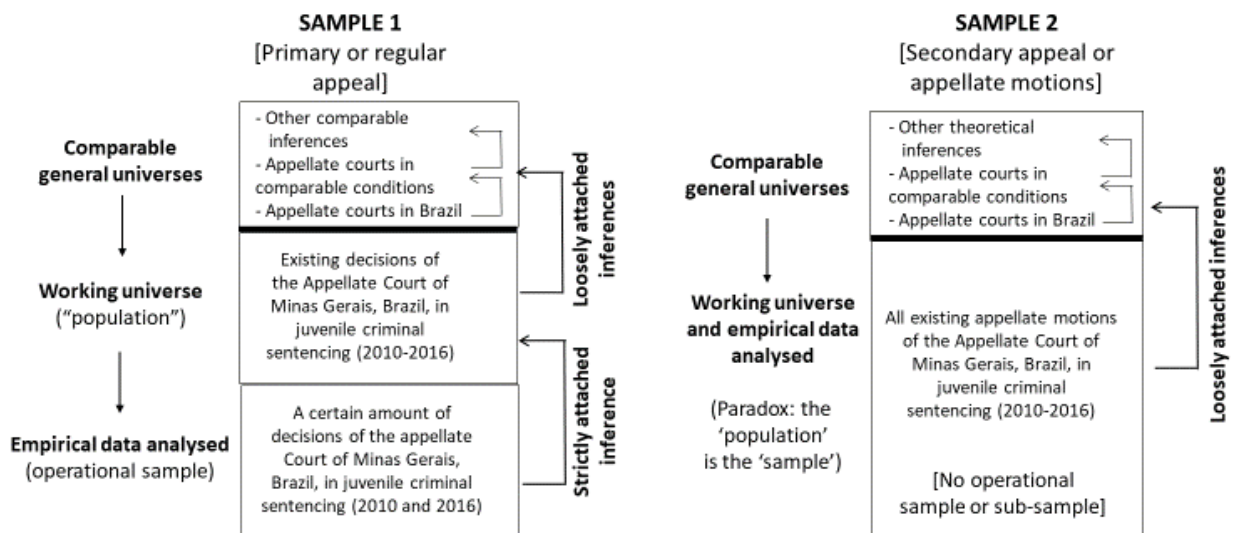 SAMPLE 1
[Primary or regular
appeal]
Comparable
general universes
Working universe
("population")
Empirical data analysed
(operational sample)
- Other comparable
inferences
- Appellate courts in
comparable conditions
- Appellate courts in Brazil
Existing decisions of
the Appellate Court of
Minas Gerais, Brazil, in
juvenile criminal
sentencing (2010-2016)
A certain amount of
decisions of the appellate
Court of Minas Gerais,
Brazil, in juvenile criminal
sentencing (2010 and 2016)
Loosely attached
inferences
Strictly attached
inference
SAMPLE 2
[Secondary appeal or
appellate motions]
Comparable
general universes
Working universe
and empirical data
analysed
(Paradox: the
'population'
is the 'sample')
- Other theoretical
inferences
- Appellate courts in
comparable conditions
- Appellate courts in Brazil
All existing appellate motions
of the Appellate Court of
Minas Gerais, Brazil, in
juvenile criminal
sentencing (2010-2016)
[No operational
sample or sub-sample]
Loosely attached inferences